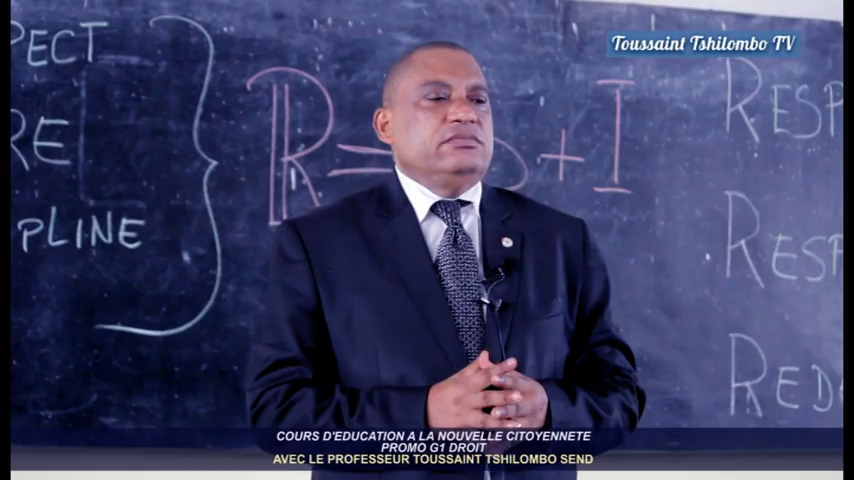 Toussaint Tshilombo TV
PECT
RE
PLINE
R = + I
RESP
RESP
RED
COURS D'EDUCATION A LA NOUVELLE CITOYENNETE
PROMO G1 DROIT
AVEC LE PROFESSEUR TOUSSAINT TSHILOMBO SEND